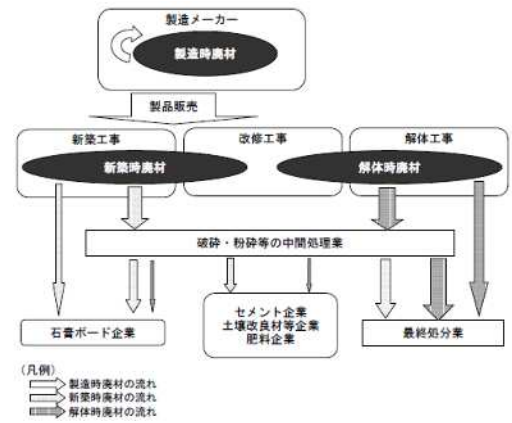 製造メーカー
製造時廃材
製品販売
新築工事
改修工事
解体工事
新築時廃材
解体時廃材
破砕・粉砕等の中間処理業
石膏ボード企業
セメント企業
土壌改良材等企業
肥料企業
最終処分業
(凡例)
製造時廃材の流れ
新築時廃材の流れ
解体時廃材の流れ